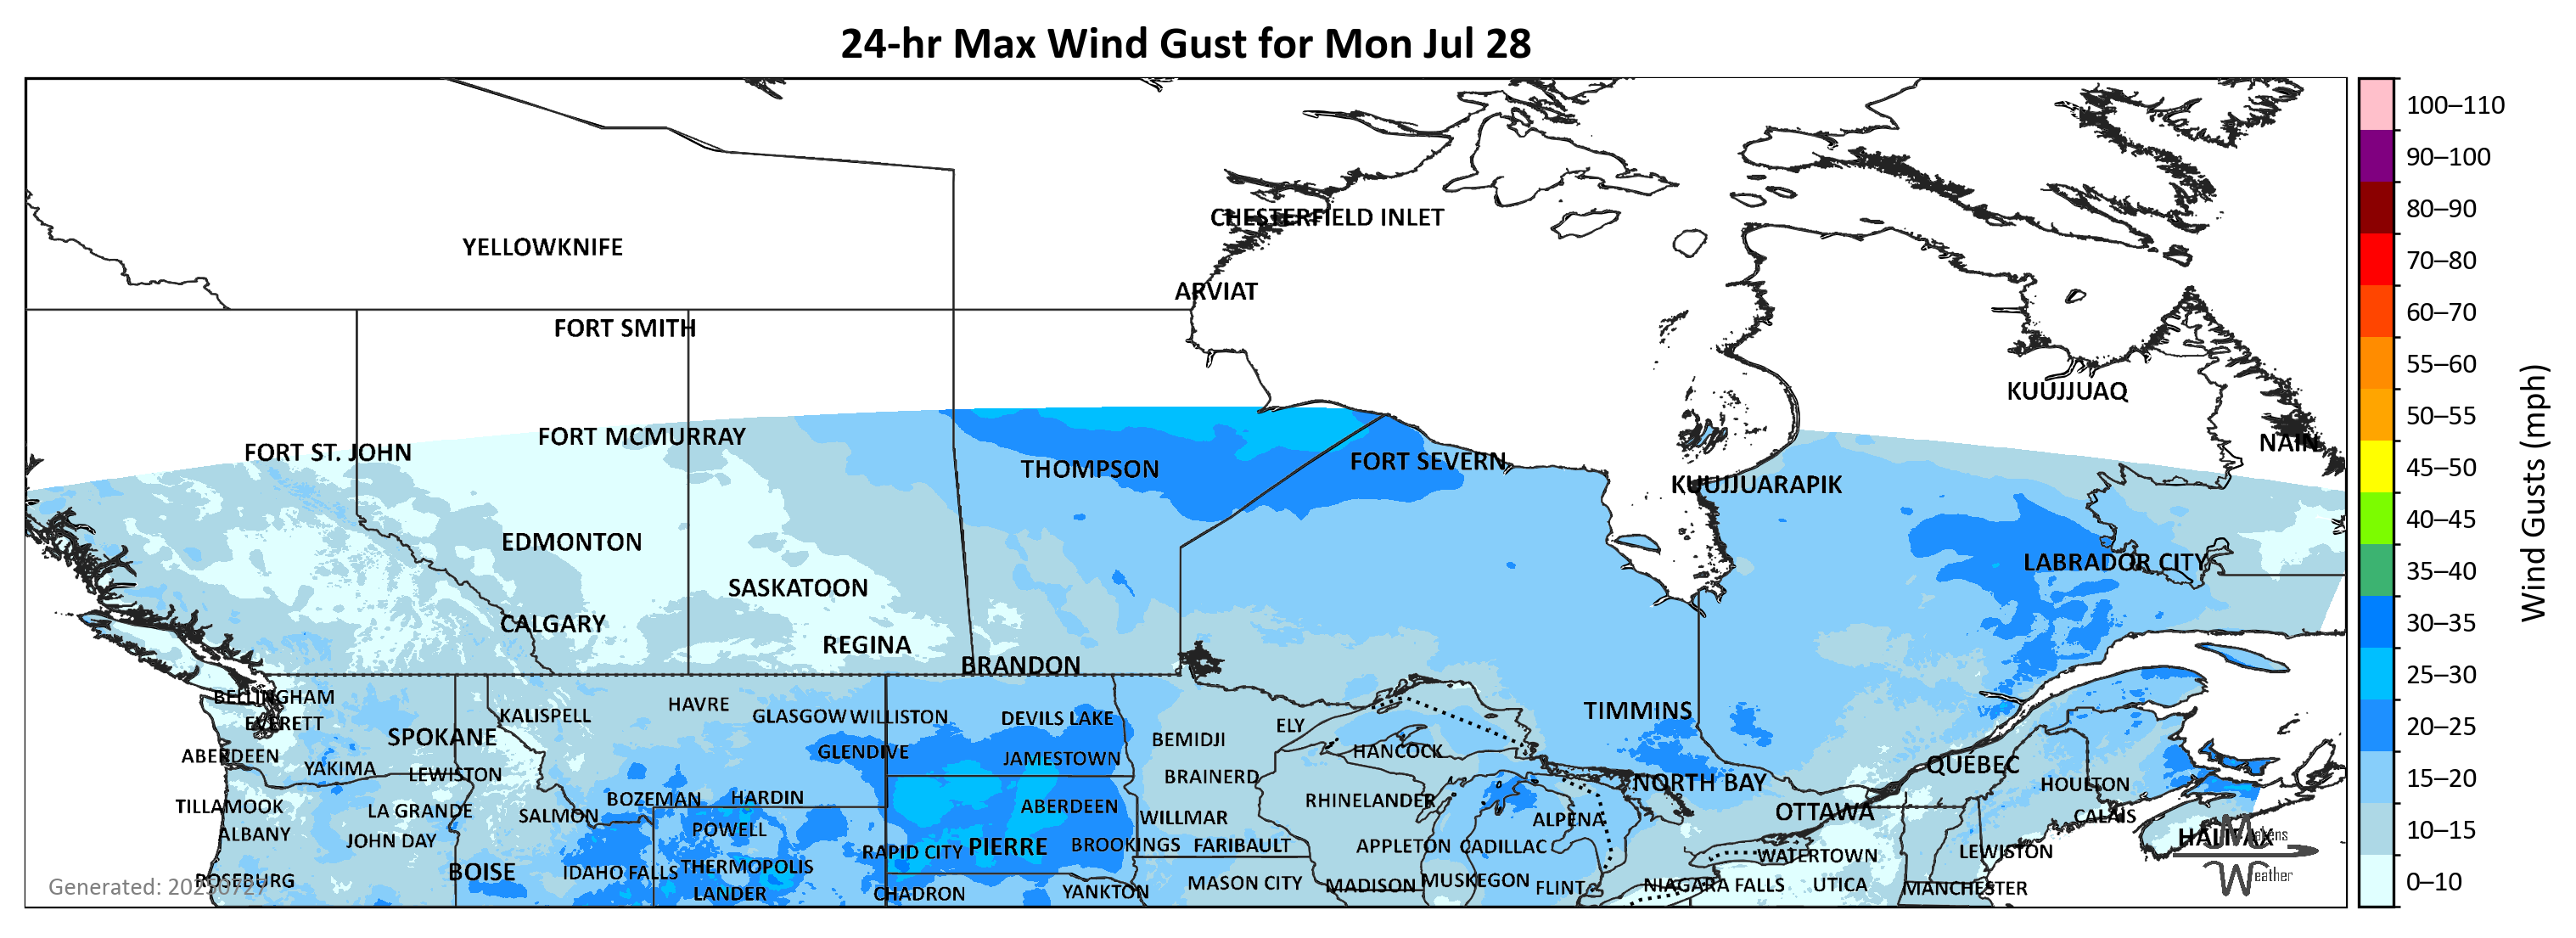 24-hr Max Wind Gust for Mon Jul 28
100–110
90–100
80–90
70–80
60–70
55–60
50–55
45–50
40–45
35–40
30–35
25–30
20–25
15–20
10–15
0–10
Wind Gusts (mph)
CHESTERFIELD INLET
YELLOWKNIFE
ARVIAT
FORT SMITH
KUUJJUAQ
FORT MCMURRAY
NAIN
FORT ST. JOHN
FORT SEVERN
THOMPSON
KUUJJUARAPIK
EDMONTON
LABRADOR CITY
SASKATOON
CALGARY
REGINA
BRANDON
BELLINGHAM
HAVRE
TIMMINS
KALISPELL
GLASGOW
WILLISTON
DEVILS LAKE
EVERETT
ELY
SPOKANE
BEMIDJI
GLENDIVE
HANCOCK
ABERDEEN
JAMESTOWN
QUEBEC
YAKIMA
LEWISTON
BRAINERD
NORTH BAY
HOULTON
BOZEMAN
HARDIN
RHINELANDER
TILLAMOOK
ABERDEEN
LA GRANDE
OTTAWA
SALMON
CALAIS
WILLMAR
ALPENA
POWELL
ALBANY
HALIFAX
Makens
Weather
JOHN DAY
BROOKINGS
FARIBAULT
APPLETON
CADILLAC
PIERRE
RAPID CITY
LEWISTON
WATERTOWN
THERMOPOLIS
BOISE
IDAHO FALLS
ROSEBURG
MUSKEGON
MASON CITY
NIAGARA FALLS
UTICA
MADISON
Generated: 20250727
FLINT
MANCHESTER
YANKTON
LANDER
CHADRON